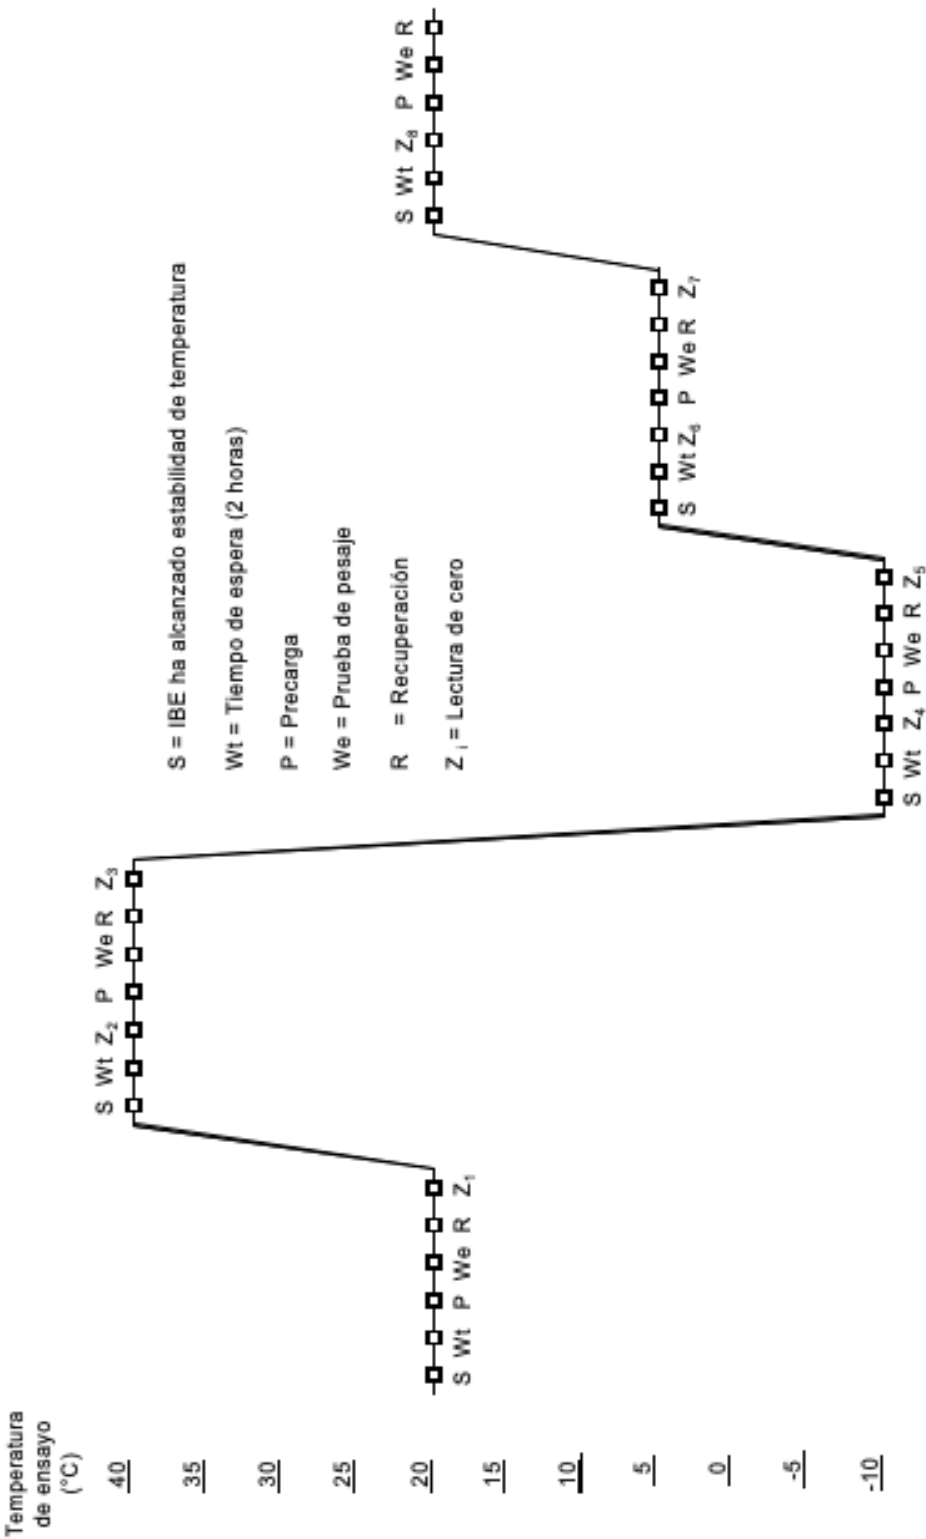 Temperatura
de ensayo
(°C)
40
35
30
25
20
15
10
5
0
-5
-10
S Wt P We R Z₁
S Wt Z₂ P We R Z₃
S Wt Z₄ P We R Z₅
S Wt Z₆ P We R Z₇
S Wt Z₈ P We R
S = IBE ha alcanzado estabilidad de temperatura
Wt = Tiempo de espera (2 horas)
P = Precarga
We = Prueba de pesaje
R = Recuperación
Z ᵢ = Lectura de cero